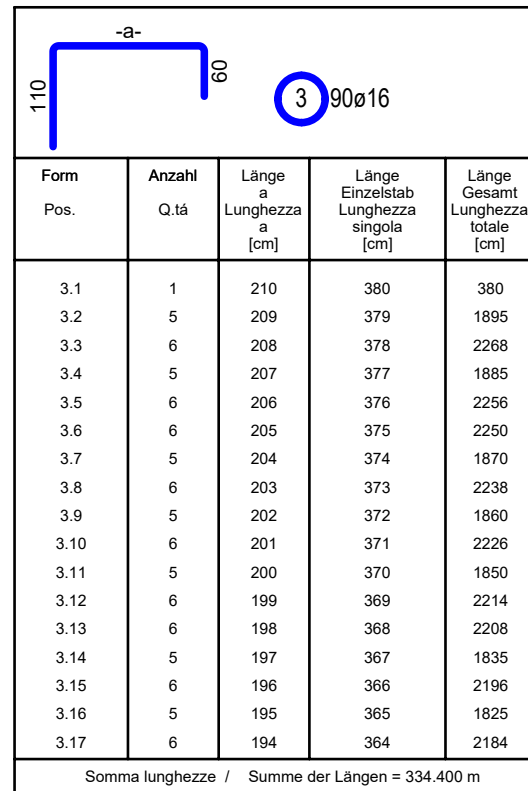 -a-
110
60
3 90ø16
Form Anzahl Länge Länge Länge
a Einzelstab Gesamt
Pos. Q.tá Lunghezza Lunghezza Lunghezza
a singola totale
[cm] [cm] [cm]
3.1 1 210 380 380
3.2 5 209 379 1895
3.3 6 208 378 2268
3.4 5 207 377 1885
3.5 6 206 376 2256
3.6 6 205 375 2250
3.7 5 204 374 1870
3.8 6 203 373 2238
3.9 5 202 372 1860
3.10 6 201 371 2226
3.11 5 200 370 1850
3.12 6 199 369 2214
3.13 6 198 368 2208
3.14 5 197 367 1835
3.15 6 196 366 2196
3.16 5 195 365 1825
3.17 6 194 364 2184
Somma lunghezze / Summe der Längen = 334.400 m